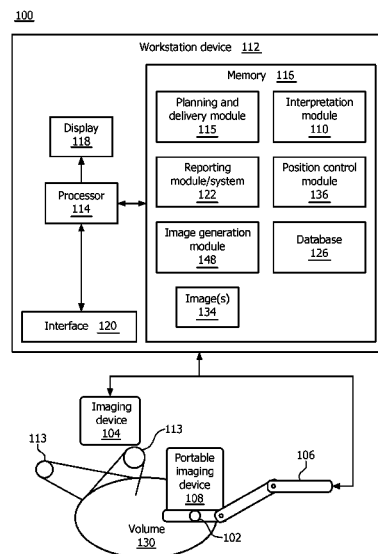 100
Workstation device 112
Memory 116
Planning and
delivery module
115
Interpretation
module
110
Display
118
Reporting
module/system
122
Position control
module
136
Processor
114
Image generation
module
148
Database
126
Image(s)
134
Interface 120
Imaging
device
104
113
113
Portable
imaging
device
108
106
102
Volume
130